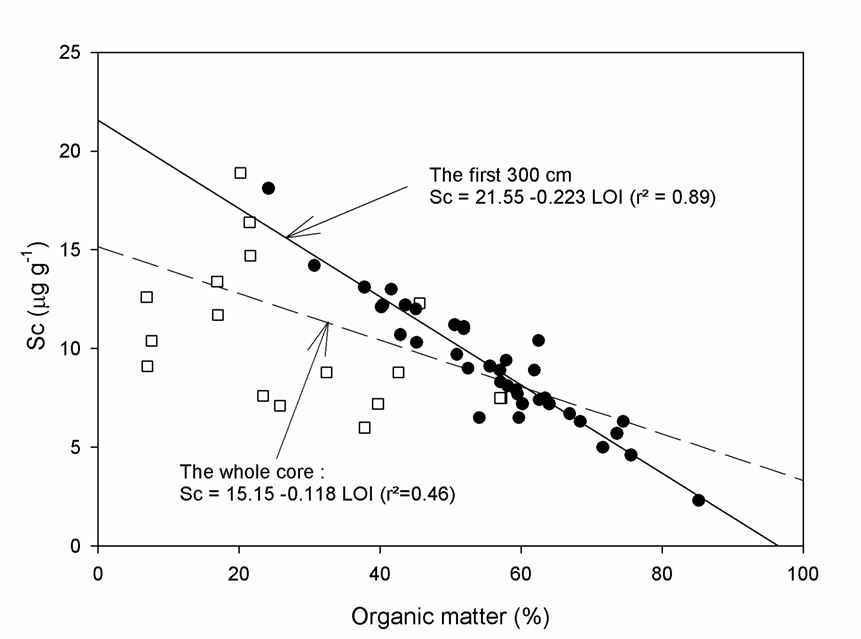 25
20
15
10
5
0
Sc (µg g⁻¹)
The first 300 cm
Sc = 21.55 -0.223 LOI (r² = 0.89)
The whole core :
Sc = 15.15 -0.118 LOI (r²=0.46)
0 20 40 60 80 100
Organic matter (%)